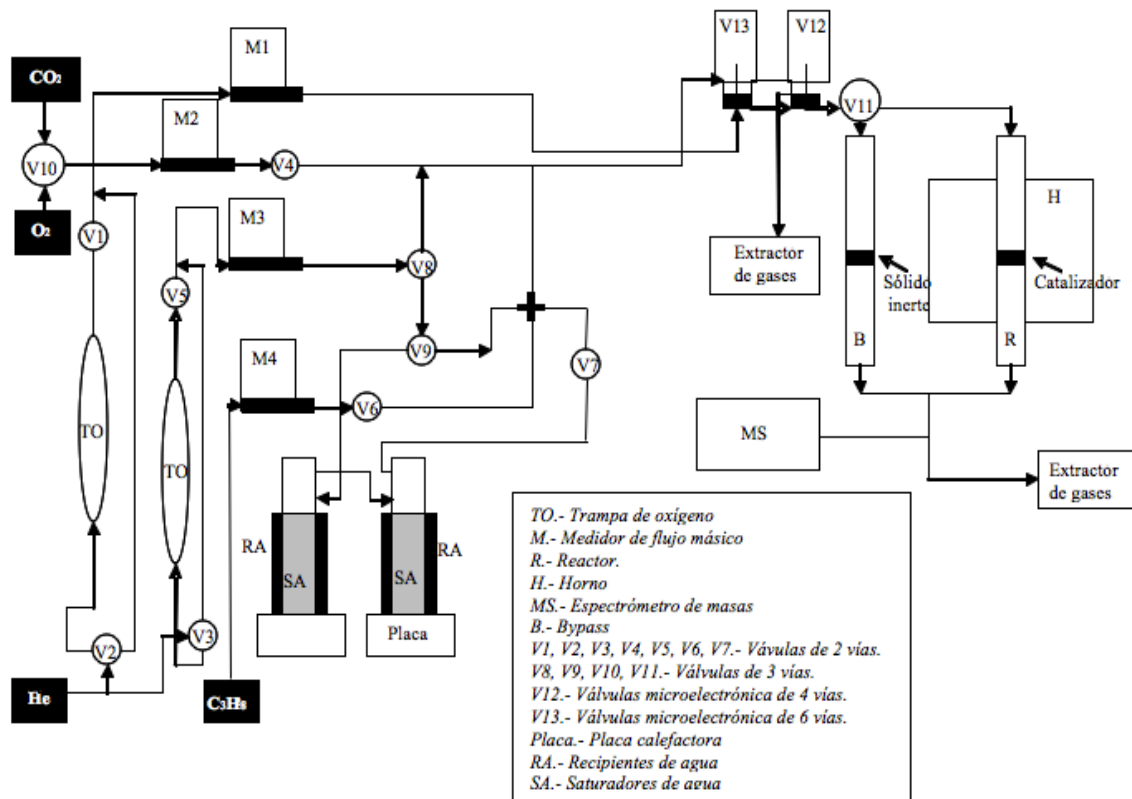 M1
V13
V12
CO₂
M2
V11
V10
V4
O₂
V1
M3
H
Extractor
de gases
V8
V5
Sólido
inerte
Catalizador
B
R
M4
V9
V7
V6
MS
TO
TO
Extractor
de gases
RA
SA
SA
RA
Placa
V2
V3
He
C₃H₈
TO.- Trampa de oxígeno
M.- Medidor de flujo másico
R.- Reactor.
H.- Horno
MS.- Espectrómetro de masas
B.- Bypass
V1, V2, V3, V4, V5, V6, V7.- Vávulas de 2 vías.
V8, V9, V10, V11.- Válvulas de 3 vías.
V12.- Válvulas microelectrónica de 4 vías.
V13.- Válvulas microelectrónica de 6 vías.
Placa.- Placa calefactora
RA.- Recipientes de agua
SA.- Saturadores de agua